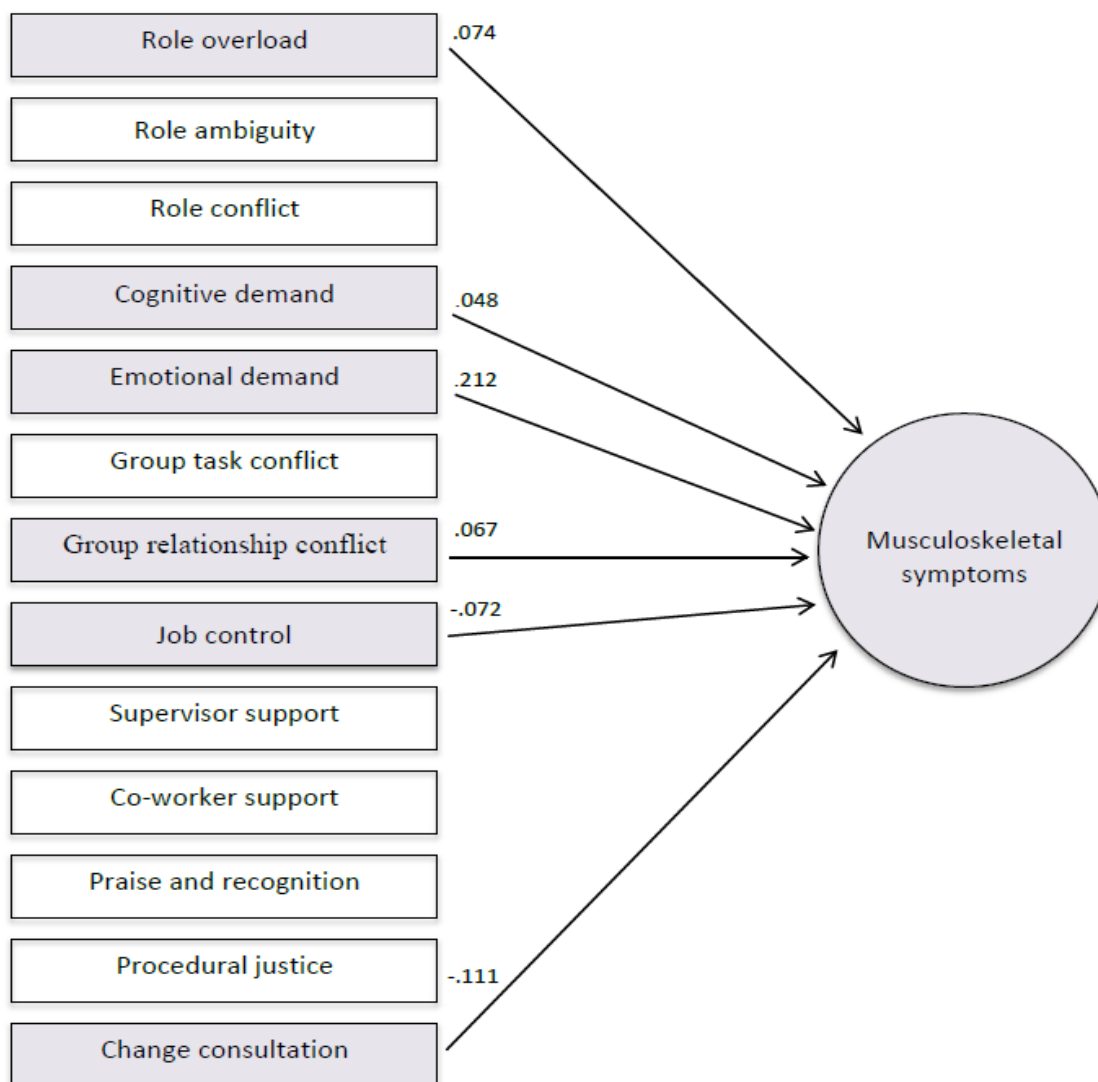 Role overload
.074
Role ambiguity
Role conflict
Cognitive demand
.048
Emotional demand
.212
Group task conflict
Group relationship conflict
.067
Job control
-.072
Supervisor support
Co-worker support
Praise and recognition
Procedural justice
-.111
Change consultation
Musculoskeletal
symptoms